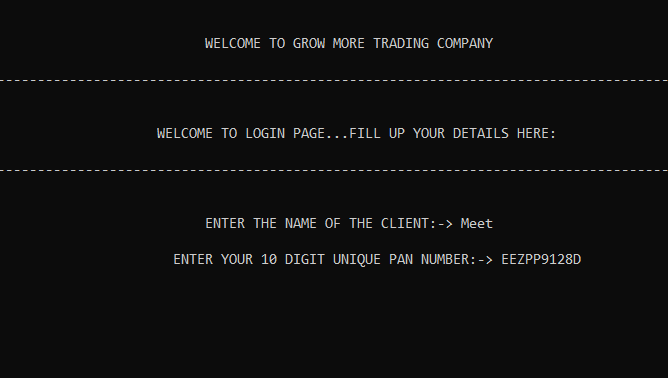 WELCOME TO GROW MORE TRADING COMPANY
------------------------------------------------------------------------------------
WELCOME TO LOGIN PAGE...FILL UP YOUR DETAILS HERE:
------------------------------------------------------------------------------------
ENTER THE NAME OF THE CLIENT:-> Meet
ENTER YOUR 10 DIGIT UNIQUE PAN NUMBER:-> EEZPP9128D